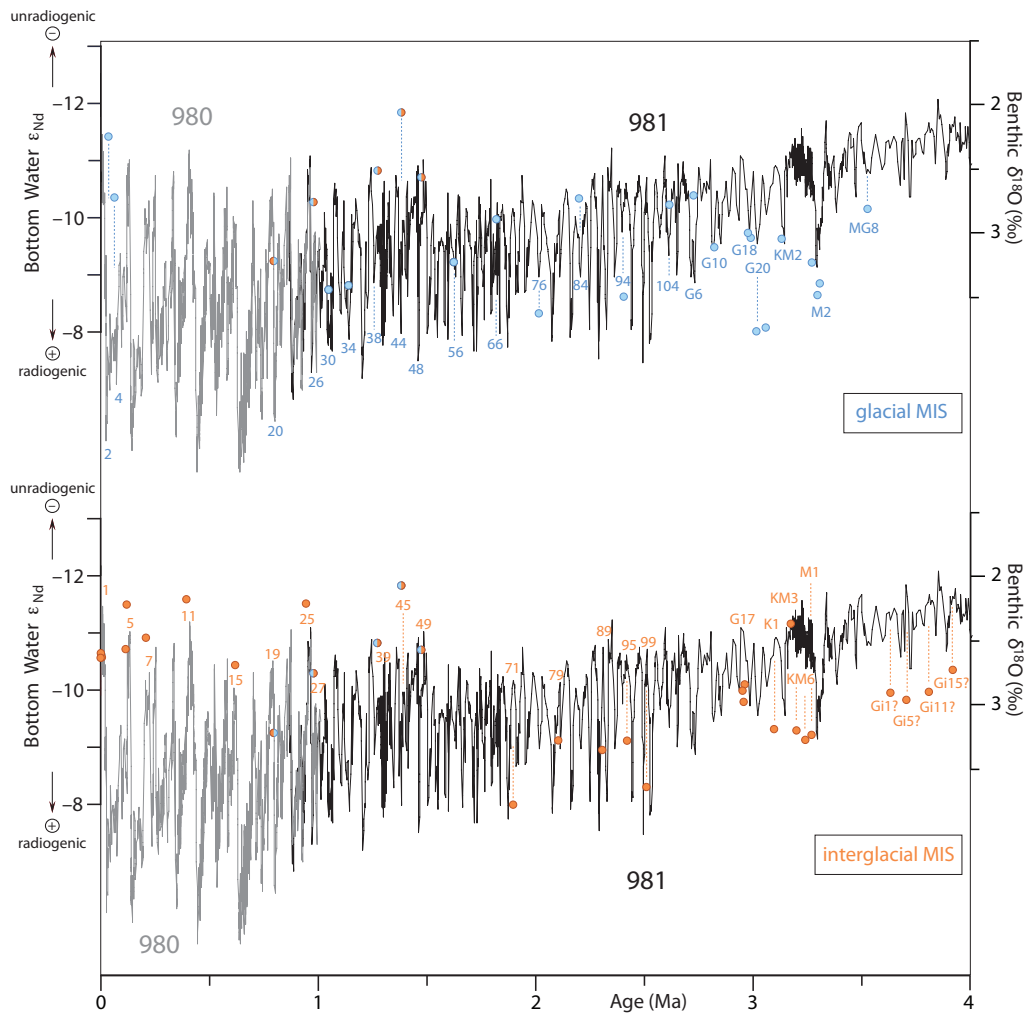 unradiogenic
−
−12
−10
−8
Bottom Water εNd
+
radiogenic
980
981
2
3
Benthic δ18O (‰)
2
4
20
26
30
34
38
44
48
56
66
76
84
94
104
G6
G10
G18
G20
KM2
M2
MG8
glacial MIS
unradiogenic
−
−12
−10
−8
Bottom Water εNd
+
radiogenic
980
981
2
3
Benthic δ18O (‰)
1
5
7
11
15
19
25
27
39
45
49
71
79
89
95
99
G17
K1
KM3
M1
KM6
Gi1?
Gi5?
Gi11?
Gi15?
interglacial MIS
0
1
2
Age (Ma)
3
4